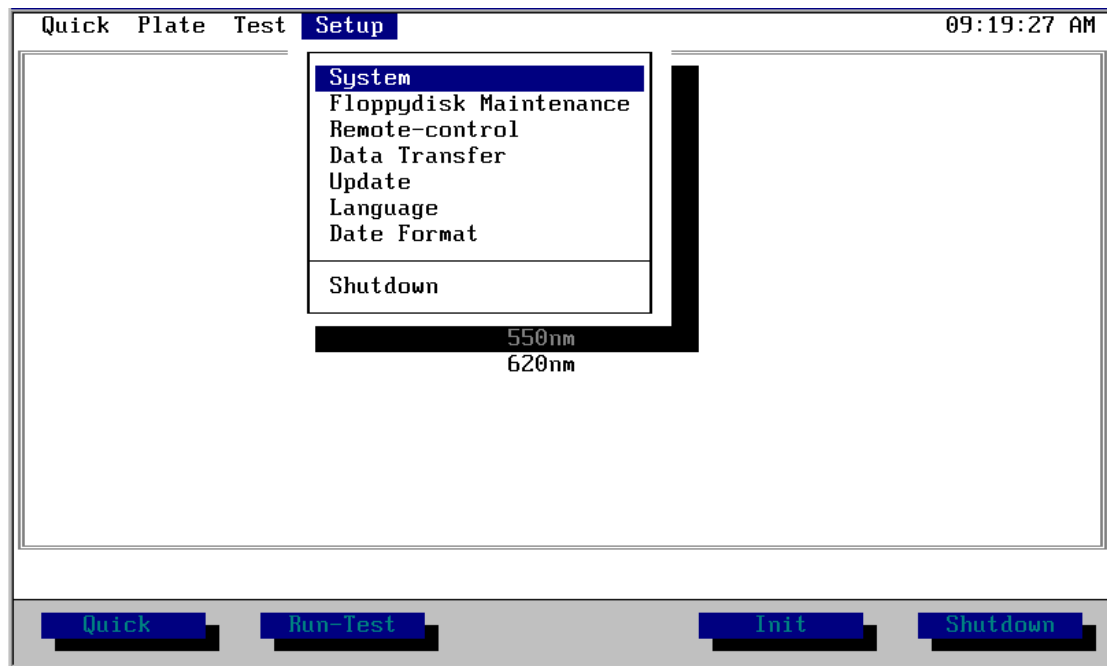 Quick Plate Test Setup 09:19:27 AM
System
Floppydisk Maintenance
Remote-control
Data Transfer
Update
Language
Date Format
Shutdown
550nm
620nm
Quick Run-Test Init Shutdown